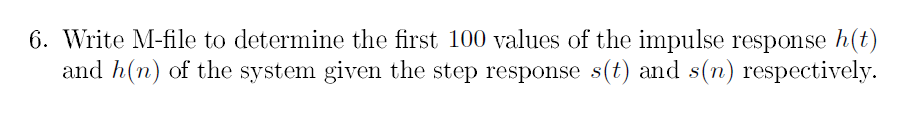 6. Write M-file to determine the first 100 values of the impulse response h(t)
and h(n) of the system given the step response s(t) and s(n) respectively.